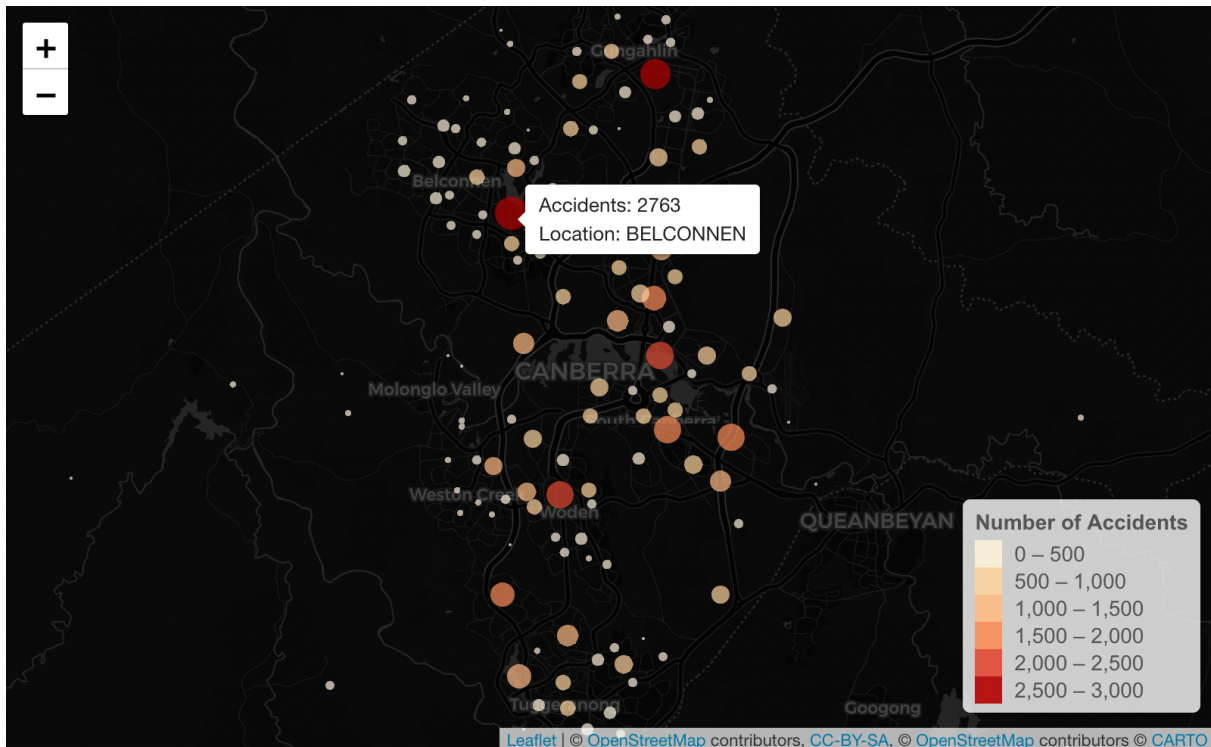 +
−
Gungahlin
Belconnen
Accidents: 2763
Location: BELCONNEN
CANBERRA
Molonglo Valley
South Canberra
Weston Creek
Woden
QUEANBEYAN
Tuggeranong
Googong
Number of Accidents
0 – 500
500 – 1,000
1,000 – 1,500
1,500 – 2,000
2,000 – 2,500
2,500 – 3,000
Leaflet | © OpenStreetMap contributors, CC-BY-SA, © OpenStreetMap contributors © CARTO